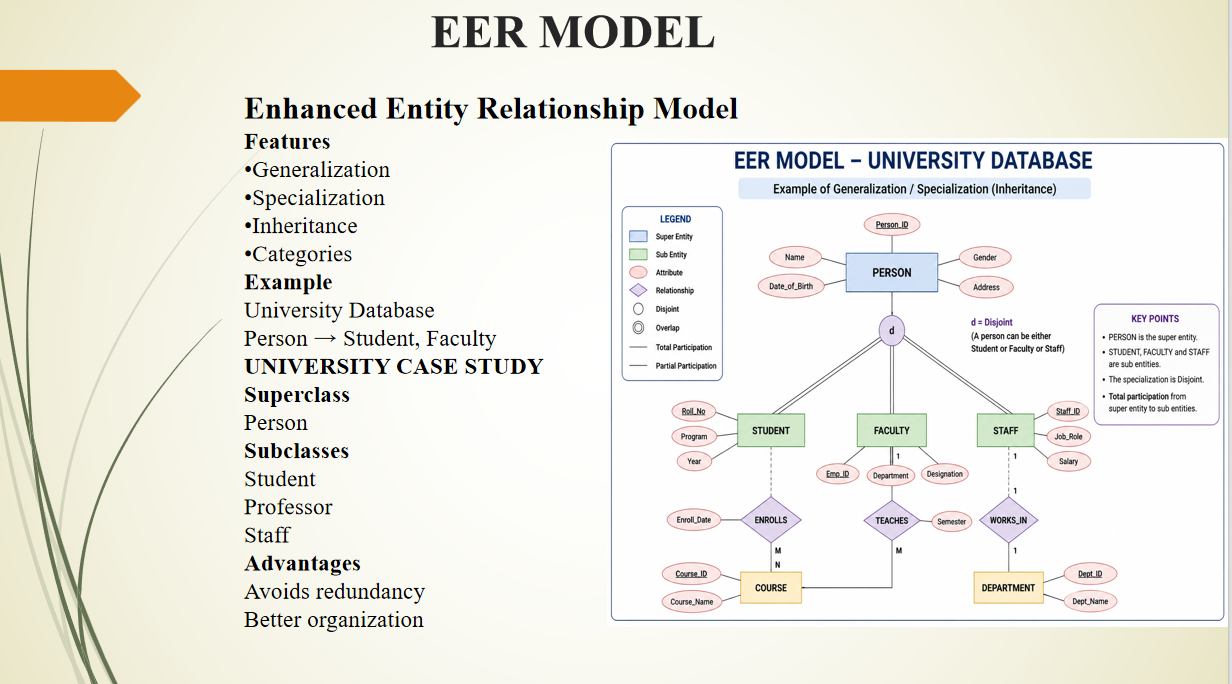 EER MODEL
Enhanced Entity Relationship Model
Features
•Generalization
•Specialization
•Inheritance
•Categories
Example
University Database
Person → Student, Faculty
UNIVERSITY CASE STUDY
Superclass
Person
Subclasses
Student
Professor
Staff
Advantages
Avoids redundancy
Better organization
EER MODEL – UNIVERSITY DATABASE
Example of Generalization / Specialization (Inheritance)
LEGEND
Super Entity
Sub Entity
Attribute
Relationship
Disjoint
Overlap
Total Participation
Partial Participation
Person_ID
Name
Gender
PERSON
Date_of_Birth
Address
d
d = Disjoint
(A person can be either
Student or Faculty or Staff)
KEY POINTS
• PERSON is the super entity.
• STUDENT, FACULTY and STAFF
are sub entities.
• The specialization is Disjoint.
• Total participation from
super entity to sub entities.
Roll_No
Program
Year
STUDENT
FACULTY
STAFF
Staff_ID
Job_Role
Salary
1
1
Emp_ID
Department
Designation
1
Enroll_Date
ENROLLS
TEACHES
Semester
WORKS_IN
M
M
1
N
Course_ID
Course_Name
COURSE
DEPARTMENT
Dept_ID
Dept_Name